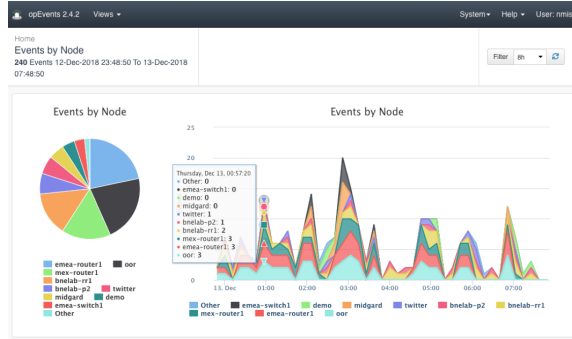 opEvents 2.4.2 Views System Help User: nmis
Home
Events by Node
240 Events 12-Dec-2018 23:48:50 To 13-Dec-2018
07:48:50
Filter 8h
Events by Node
Events by Node
25
20
0
Thursday, Dec 13, 00:57:20
Other: 0
emea-switch1: 0
demo: 0
midgard: 0
twitter: 1
bnelab-p2: 1
bnelab-rr1: 2
mex-router1: 3
emea-router1: 3
oor: 3
13. Dec 01:00 02:00 03:00 04:00 05:00 06:00 07:00
emea-router1 oor
mex-router1
bnelab-rr1
bnelab-p2 twitter
midgard demo
emea-switch1
Other
Other emea-switch1 demo midgard twitter bnelab-p2 bnelab-rr1
mex-router1 emea-router1 oor